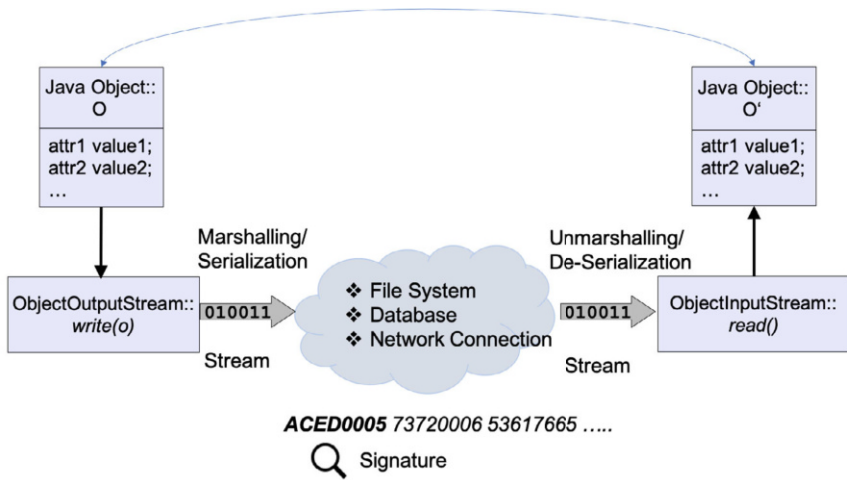 Java Object::
O
attr1 value1;
attr2 value2;
...
ObjectOutputStream::
write(o)
Marshalling/
Serialization
010011
Stream
❖ File System
❖ Database
❖ Network Connection
Unmarshalling/
De-Serialization
010011
Stream
Java Object::
O‘
attr1 value1;
attr2 value2;
...
ObjectInputStream::
read()
ACED0005 73720006 53617665 .....
Signature